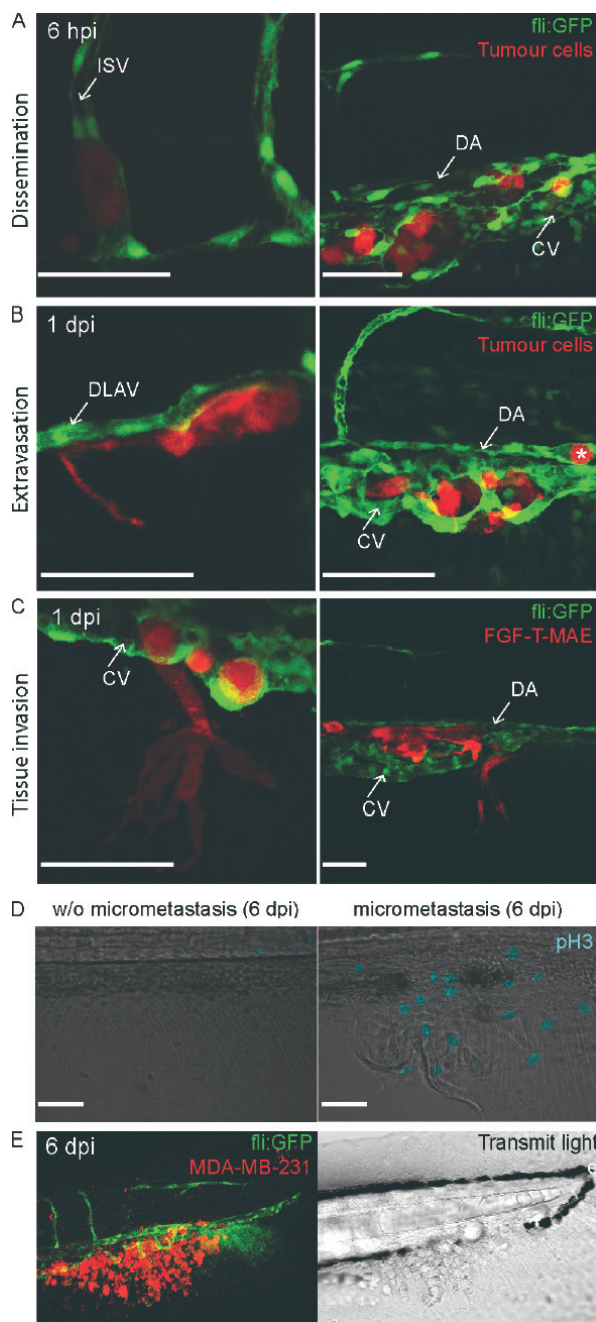 A
6 hpi
ISV
fli:GFP
Tumour cells
DA
CV
Dissemination
B
1 dpi
DLAV
fli:GFP
Tumour cells
DA
*
CV
Extravasation
C
1 dpi
CV
fli:GFP
FGF-T-MAE
DA
CV
Tissue invasion
D
w/o micrometastasis (6 dpi)
micrometastasis (6 dpi)
pH3
E
6 dpi
fli:GFP
MDA-MB-231
Transmit light